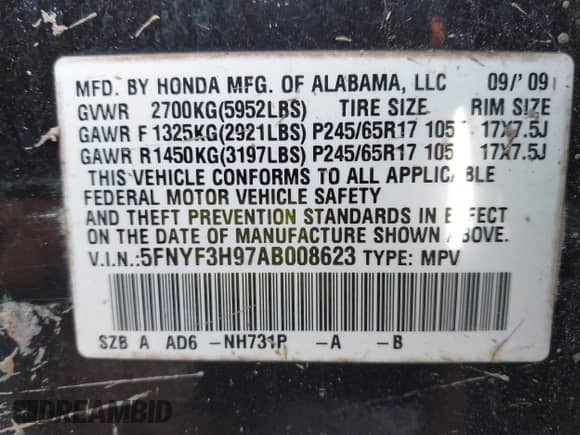 MFD. BY HONDA MFG. OF ALABAMA, LLC 09/'09
GVWR 2700KG(5952LBS) TIRE SIZE RIM SIZE
GAWR F 1325KG(2921LBS) P245/65R17 105 17X7.5J
GAWR R 1450KG(3197LBS) P245/65R17 105 17X7.5J
THIS VEHICLE CONFORMS TO ALL APPLICABLE
FEDERAL MOTOR VEHICLE SAFETY
AND THEFT PREVENTION STANDARDS IN EFFECT
ON THE DATE OF MANUFACTURE SHOWN ABOVE.
V.I.N.:5FNYF3H97AB008623 TYPE: MPV
SZB A AD6 -NH731P -A -B
DREAMBID